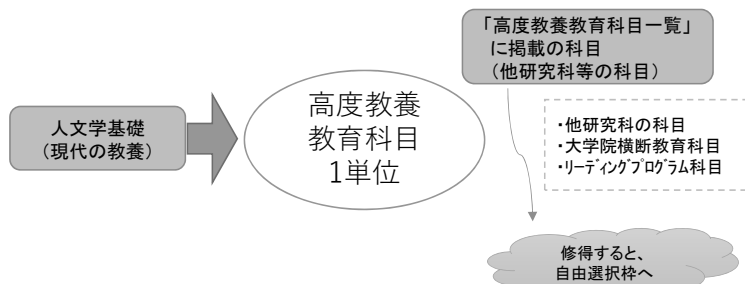 「高度教養教育科目一覧」
に掲載の科目
(他研究科等の科目)
人文学基礎
(現代の教養)
高度教養
教育科目
1単位
・他研究科の科目
・大学院横断教育科目
・ﾘｰﾃﾞｨﾝｸﾞﾌﾟﾛｸﾞﾗﾑ科目
修得すると、
自由選択枠へ